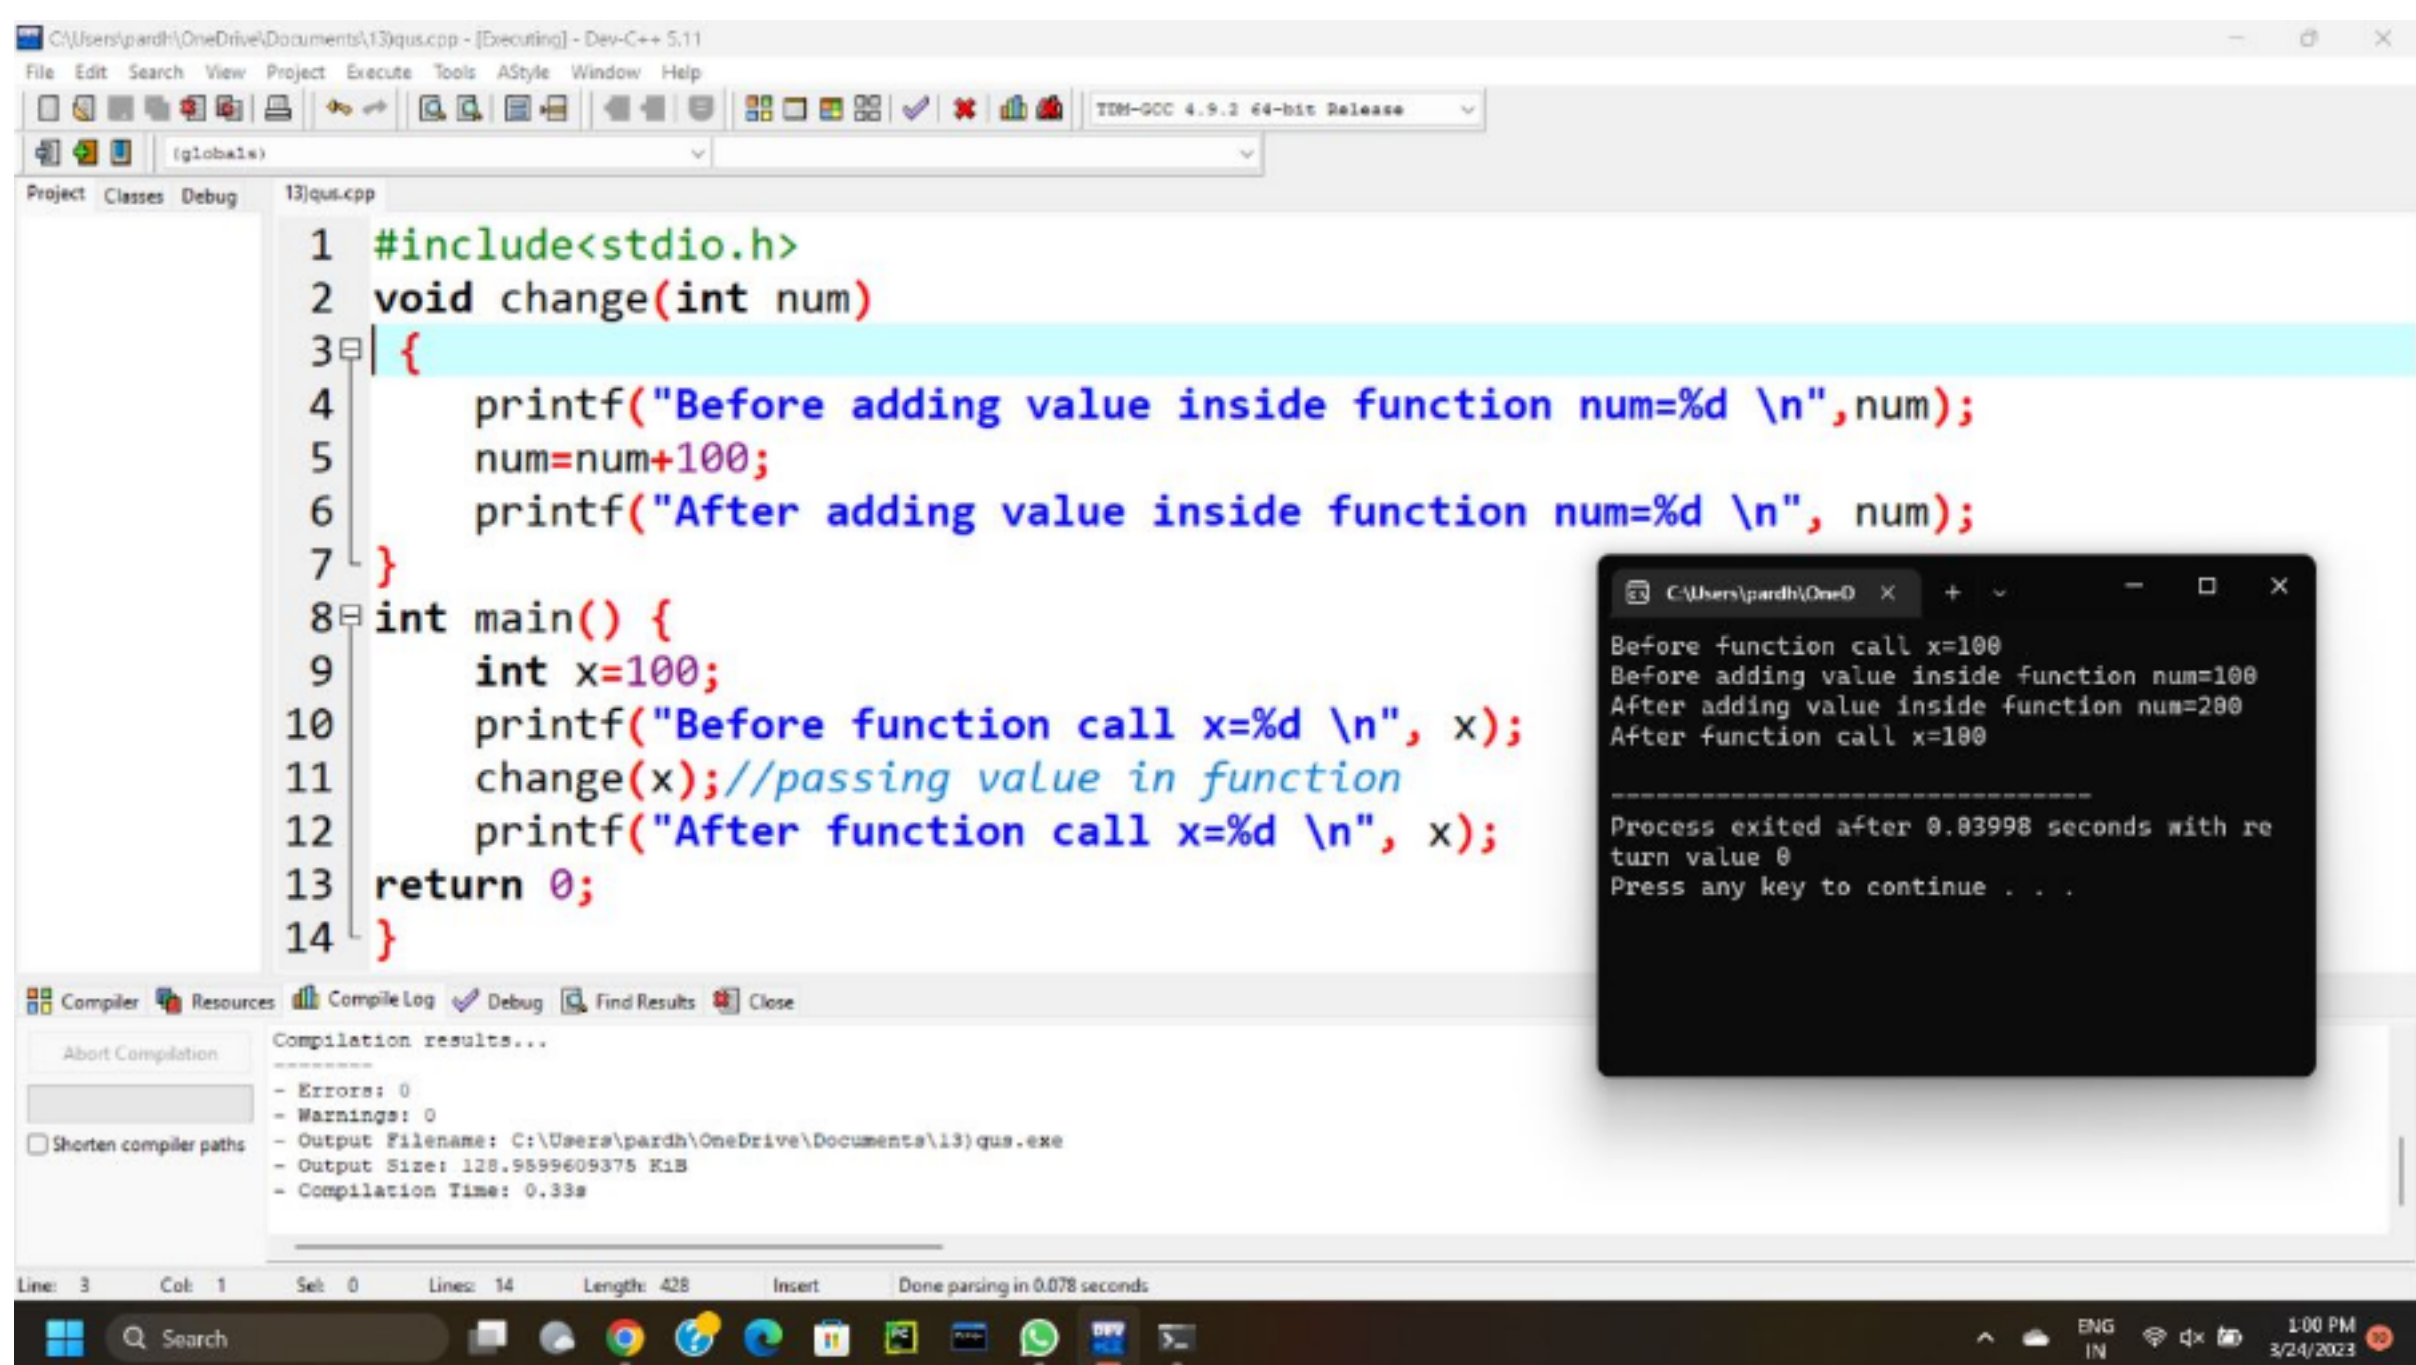 C:\Users\pardh\OneDrive\Documents\13)qus.cpp - [Executing] - Dev-C++ 5.11
File Edit Search View Project Execute Tools AStyle Window Help
TDM-GCC 4.9.2 64-bit Release
(globals)
Project Classes Debug 13)qus.cpp
1 #include<stdio.h>
2 void change(int num)
3 {
4 printf("Before adding value inside function num=%d \n",num);
5 num=num+100;
6 printf("After adding value inside function num=%d \n", num);
7 }
8 int main() {
9 int x=100;
10 printf("Before function call x=%d \n", x);
11 change(x);//passing value in function
12 printf("After function call x=%d \n", x);
13 return 0;
14 }
C:\Users\pardh\OneD
Before function call x=100
Before adding value inside function num=100
After adding value inside function num=200
After function call x=100
--------------------------------
Process exited after 0.03998 seconds with re
turn value 0
Press any key to continue . . .
Compiler Resources Compile Log Debug Find Results Close
Abort Compilation
Shorten compiler paths
Compilation results...
--------
- Errors: 0
- Warnings: 0
- Output Filename: C:\Users\pardh\OneDrive\Documents\13)qus.exe
- Output Size: 128.9599609375 KiB
- Compilation Time: 0.33s
Line: 3 Col: 1 Sel: 0 Lines: 14 Length: 428 Insert Done parsing in 0.078 seconds
Search
ENG
IN
1:00 PM
3/24/2023